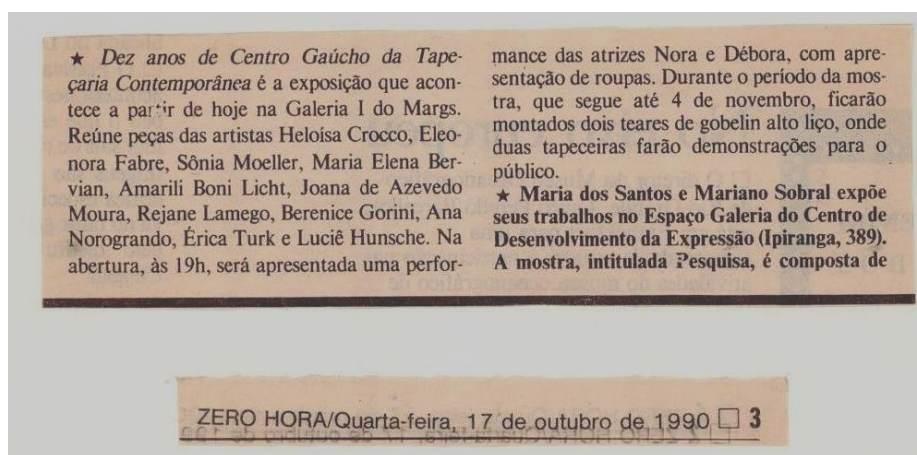 ★ Dez anos de Centro Gaúcho da Tape-
çaria Contemporânea é a exposição que acon-
tece a partir de hoje na Galeria I do Margs.
Reúne peças das artistas Heloísa Crocco, Eleo-
nora Fabre, Sônia Moeller, Maria Elena Ber-
vian, Amarili Boni Licht, Joana de Azevedo
Moura, Rejane Lamego, Berenice Gorini, Ana
Norogrando, Érica Turk e Luciê Hunsche. Na
abertura, às 19h, será apresentada uma perfor-
mance das atrizes Nora e Débora, com apre-
sentação de roupas. Durante o período da mos-
tra, que segue até 4 de novembro, ficarão
montados dois teares de gobelin alto liço, onde
duas tapeceiras farão demonstrações para o
público.
★ Maria dos Santos e Mariano Sobral expõe
seus trabalhos no Espaço Galeria do Centro de
Desenvolvimento da Expressão (Ipiranga, 389).
A mostra, intitulada Pesquisa, é composta de
ZERO HORA/Quarta-feira, 17 de outubro de 1990 □ 3